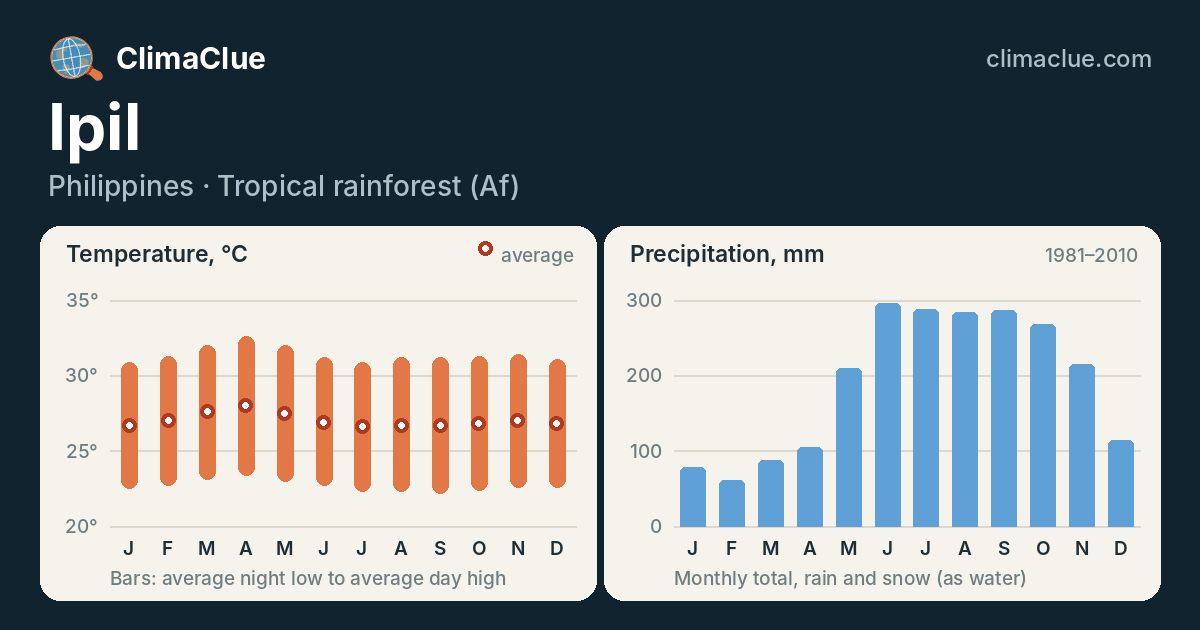 ClimaClue
climaclue.com
Ipil
Philippines · Tropical rainforest (Af)
Temperature, °C
average
35°
30°
25°
20°
J F M A M J J A S O N D
Bars: average night low to average day high
Precipitation, mm
1981–2010
300
200
100
0
J F M A M J J A S O N D
Monthly total, rain and snow (as water)